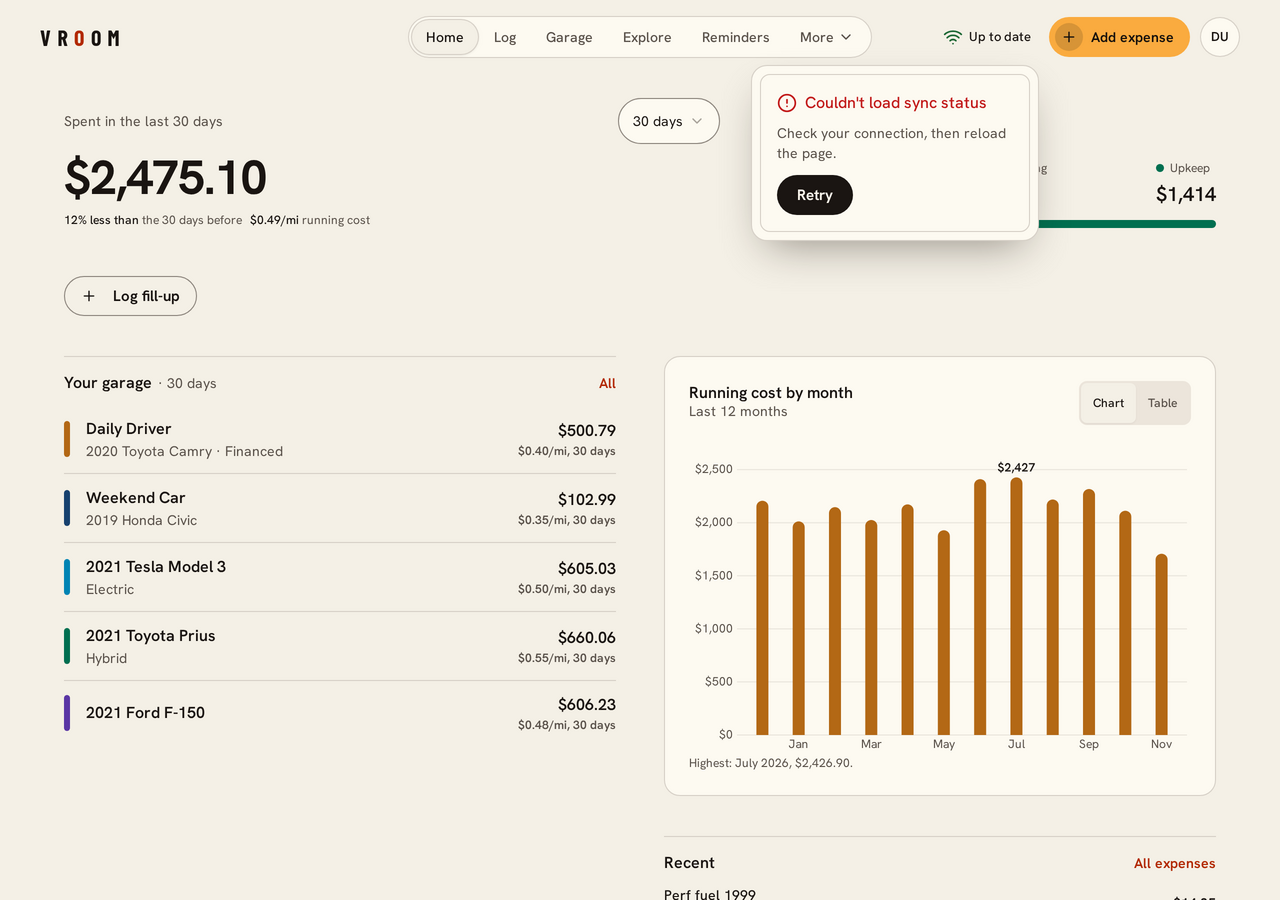 VROOM
Home
Log
Garage
Explore
Reminders
More
Up to date
Add expense
DU
Couldn't load sync status
Check your connection, then reload
the page.
Retry
Spent in the last 30 days
30 days
$2,475.10
12% less than the 30 days before $0.49/mi running cost
Upkeep
$1,414
Log fill-up
Your garage · 30 days
All
Daily Driver
$500.79
2020 Toyota Camry · Financed
$0.40/mi, 30 days
Weekend Car
$102.99
2019 Honda Civic
$0.35/mi, 30 days
2021 Tesla Model 3
$605.03
Electric
$0.50/mi, 30 days
2021 Toyota Prius
$660.06
Hybrid
$0.55/mi, 30 days
2021 Ford F-150
$606.23
$0.48/mi, 30 days
Running cost by month
Last 12 months
Chart
Table
$2,427
$2,500
$2,000
$1,500
$1,000
$500
$0
Jan
Mar
May
Jul
Sep
Nov
Highest: July 2026, $2,426.90.
Recent
All expenses
Perf fuel 1999